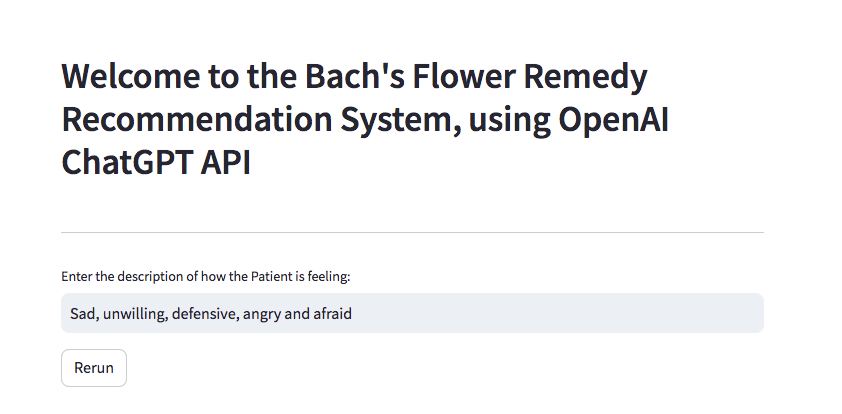 Welcome to the Bach's Flower Remedy
Recommendation System, using OpenAI
ChatGPT API
Enter the description of how the Patient is feeling:
Sad, unwilling, defensive, angry and afraid
Rerun